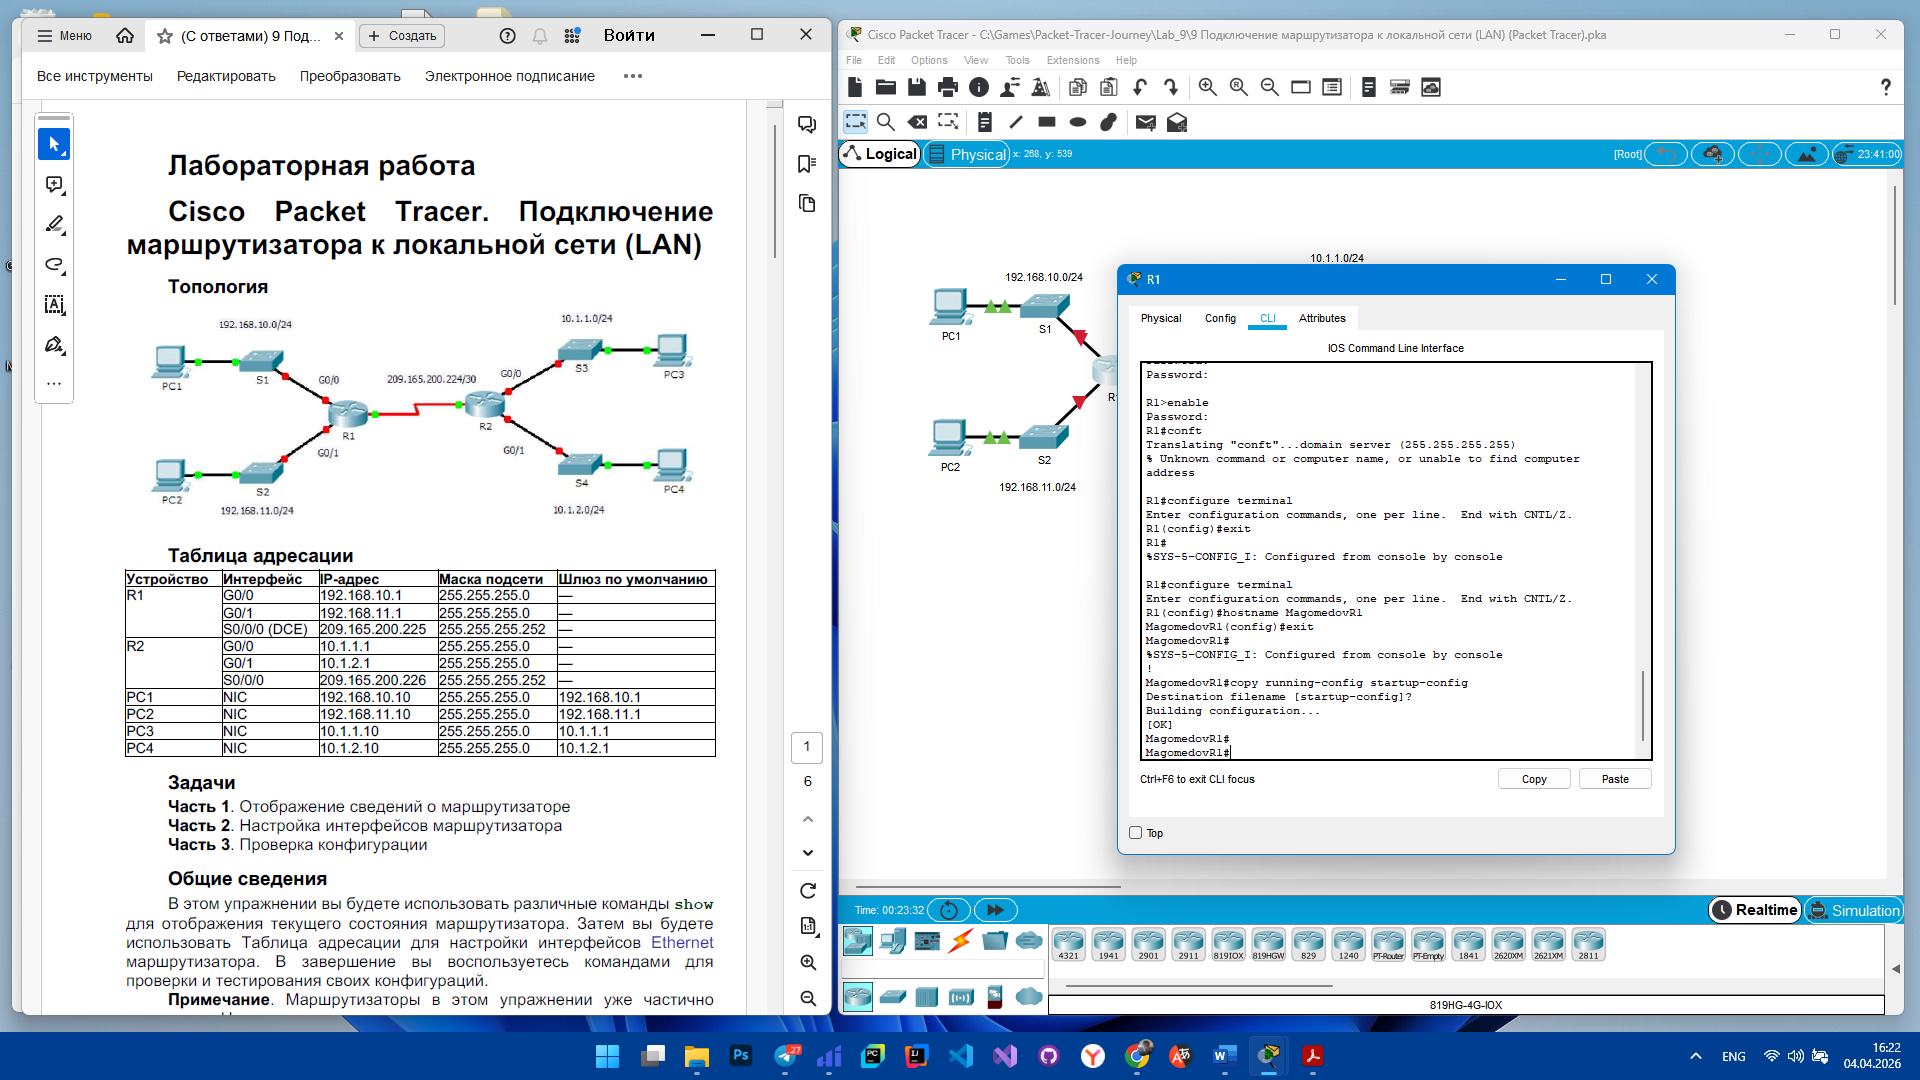 Меню
(С ответами) 9 Под...
Создать
Войти
Все инструменты
Редактировать
Преобразовать
Электронное подписание
Лабораторная работа
Cisco Packet Tracer. Подключение
маршрутизатора к локальной сети (LAN)
Топология
192.168.10.0/24
10.1.1.0/24
PC1
S1
G0/0
209.165.200.224/30
G0/0
S3
PC3
R1
R2
G0/1
G0/1
PC2
S2
S4
PC4
192.168.11.0/24
10.1.2.0/24
Таблица адресации
Устройство Интерфейс IP-адрес Маска подсети Шлюз по умолчанию
R1 G0/0 192.168.10.1 255.255.255.0 —
G0/1 192.168.11.1 255.255.255.0 —
S0/0/0 (DCE) 209.165.200.225 255.255.255.252 —
R2 G0/0 10.1.1.1 255.255.255.0 —
G0/1 10.1.2.1 255.255.255.0 —
S0/0/0 209.165.200.226 255.255.255.252 —
PC1 NIC 192.168.10.10 255.255.255.0 192.168.10.1
PC2 NIC 192.168.11.10 255.255.255.0 192.168.11.1
PC3 NIC 10.1.1.10 255.255.255.0 10.1.1.1
PC4 NIC 10.1.2.10 255.255.255.0 10.1.2.1
Задачи
Часть 1. Отображение сведений о маршрутизаторе
Часть 2. Настройка интерфейсов маршрутизатора
Часть 3. Проверка конфигурации
Общие сведения
В этом упражнении вы будете использовать различные команды show
для отображения текущего состояния маршрутизатора. Затем вы будете
использовать Таблица адресации для настройки интерфейсов Ethernet
маршрутизатора. В завершение вы воспользуетесь командами для
проверки и тестирования своих конфигураций.
Примечание. Маршрутизаторы в этом упражнении уже частично
1
6
Cisco Packet Tracer - C:\Games\Packet-Tracer-Journey\Lab_9\9 Подключение маршрутизатора к локальной сети (LAN) (Packet Tracer).pka
File Edit Options View Tools Extensions Help
Logical
Physical
x: 268, y: 539
[Root]
23:41:00
10.1.1.0/24
192.168.10.0/24
PC1
S1
PC2
S2
192.168.11.0/24
R1
Physical Config CLI Attributes
IOS Command Line Interface
Password:
R1>enable
Password:
R1#conft
Translating "conft"...domain server (255.255.255.255)
% Unknown command or computer name, or unable to find computer
address
R1#configure terminal
Enter configuration commands, one per line.  End with CNTL/Z.
R1(config)#exit
R1#
%SYS-5-CONFIG_I: Configured from console by console
R1#configure terminal
Enter configuration commands, one per line.  End with CNTL/Z.
R1(config)#hostname MagomedovR1
MagomedovR1(config)#exit
MagomedovR1#
%SYS-5-CONFIG_I: Configured from console by console
!
MagomedovR1#copy running-config startup-config
Destination filename [startup-config]?
Building configuration...
[OK]
MagomedovR1#
MagomedovR1#
Ctrl+F6 to exit CLI focus
Copy
Paste
Top
Time: 00:23:32
Realtime
Simulation
4321 1941 2901 2911 819IOX 819HGW 829 1240 PT-Router PT-Empty 1841 2620XM 2621XM 2811
819HG-4G-IOX
Ps
27
PC
IJ
ENG
16:22
04.04.2026